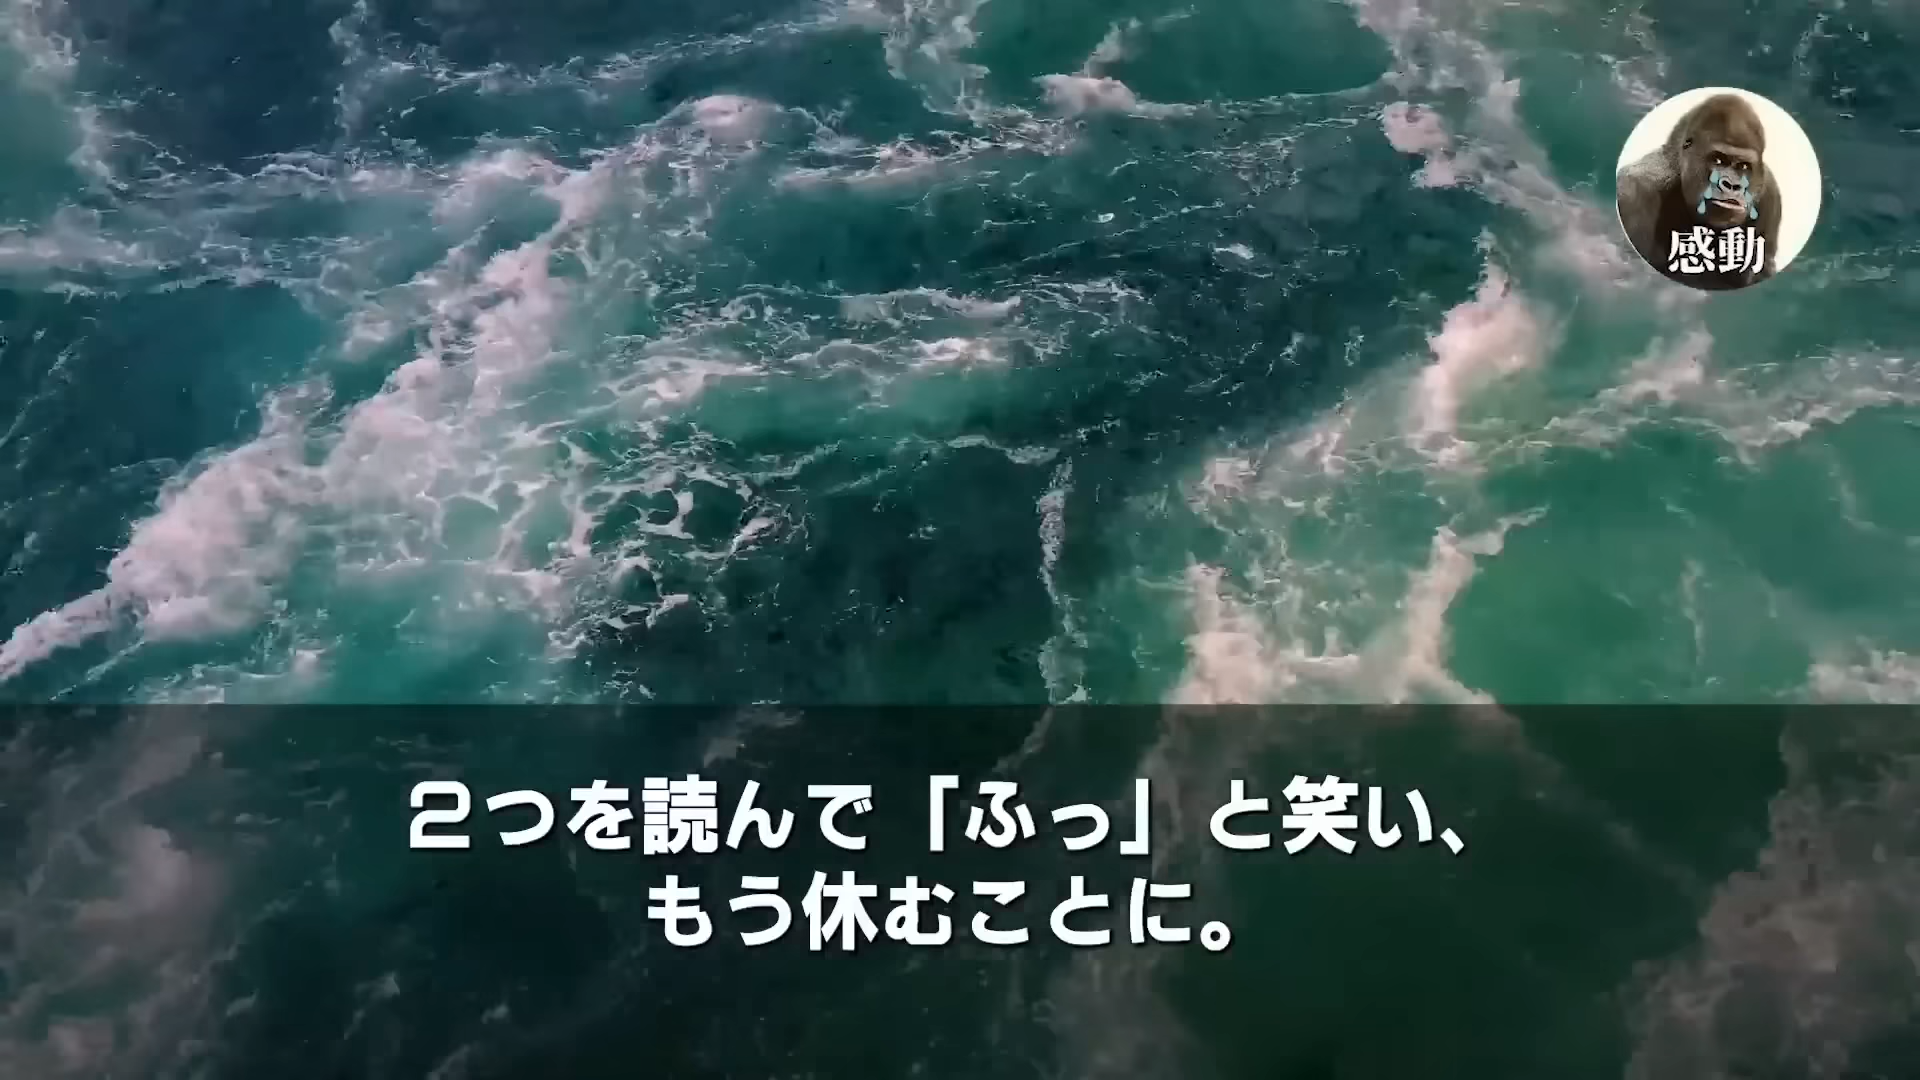 感動
２つを読んで「ふっ」と笑い、
もう休むことに。